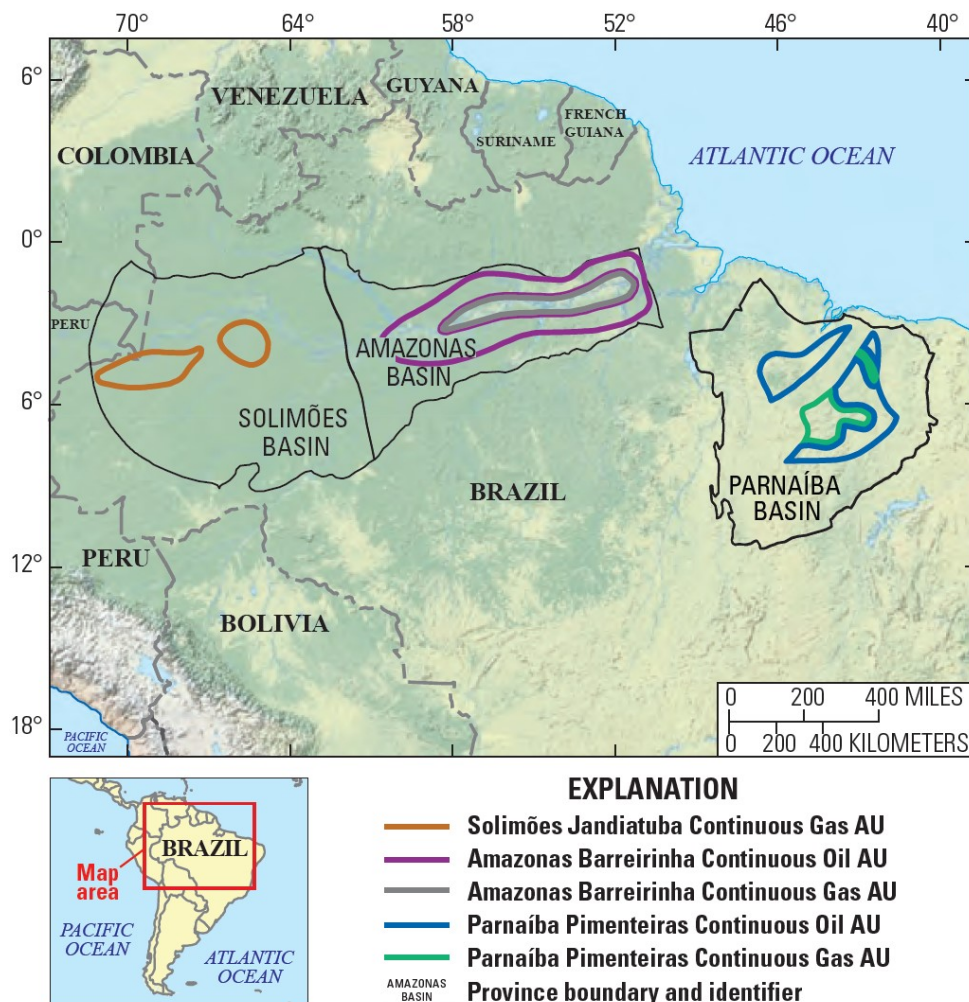 70° 64° 58° 52° 46° 40°
6°
0°
6°
12°
18°
VENEZUELA
GUYANA
SURINAME
FRENCH
GUIANA
COLOMBIA
ATLANTIC OCEAN
PERU
AMAZONAS
BASIN
SOLIMÕES
BASIN
BRAZIL
PARNAÍBA
BASIN
PERU
BOLIVIA
PACIFIC
OCEAN
0 200 400 MILES
0 200 400 KILOMETERS
BRAZIL
Map
area
PACIFIC
OCEAN
ATLANTIC
OCEAN
EXPLANATION
Solimões Jandiatuba Continuous Gas AU
Amazonas Barreirinha Continuous Oil AU
Amazonas Barreirinha Continuous Gas AU
Parnaíba Pimenteiras Continuous Oil AU
Parnaíba Pimenteiras Continuous Gas AU
AMAZONAS
BASIN
Province boundary and identifier